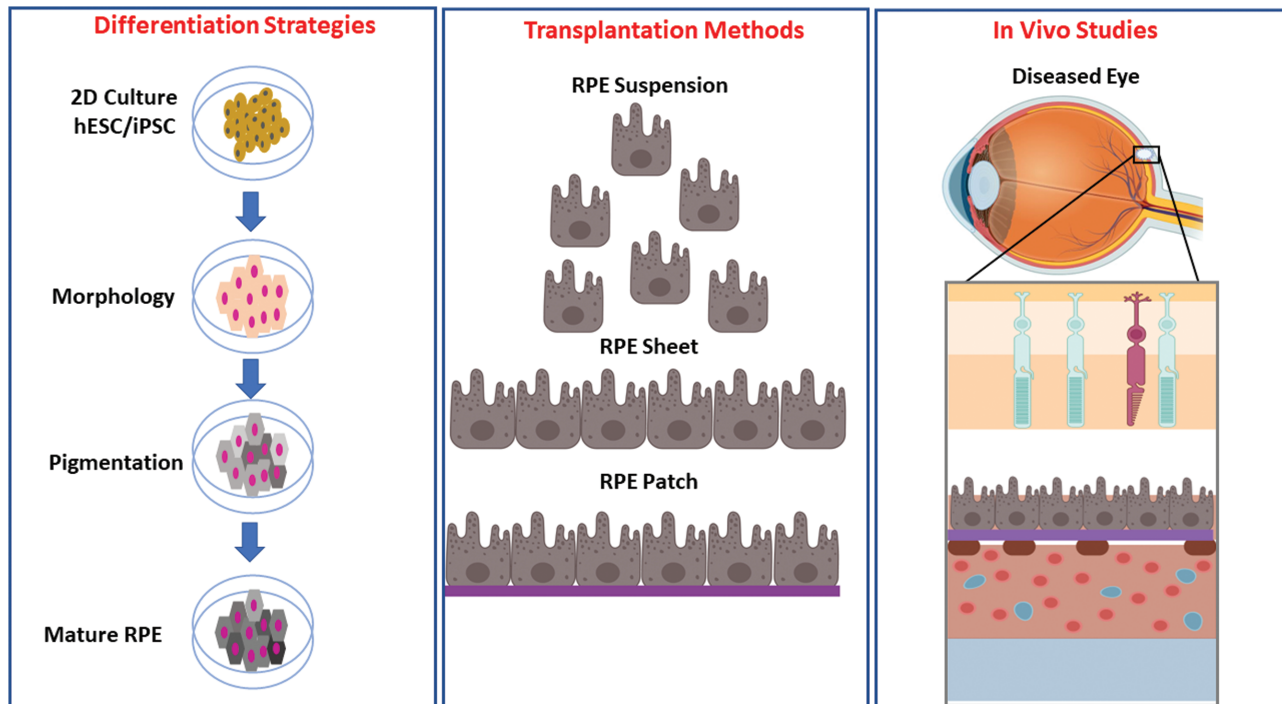 Differentiation Strategies
2D Culture
hESC/iPSC
Morphology
Pigmentation
Mature RPE
Transplantation Methods
RPE Suspension
RPE Sheet
RPE Patch
In Vivo Studies
Diseased Eye